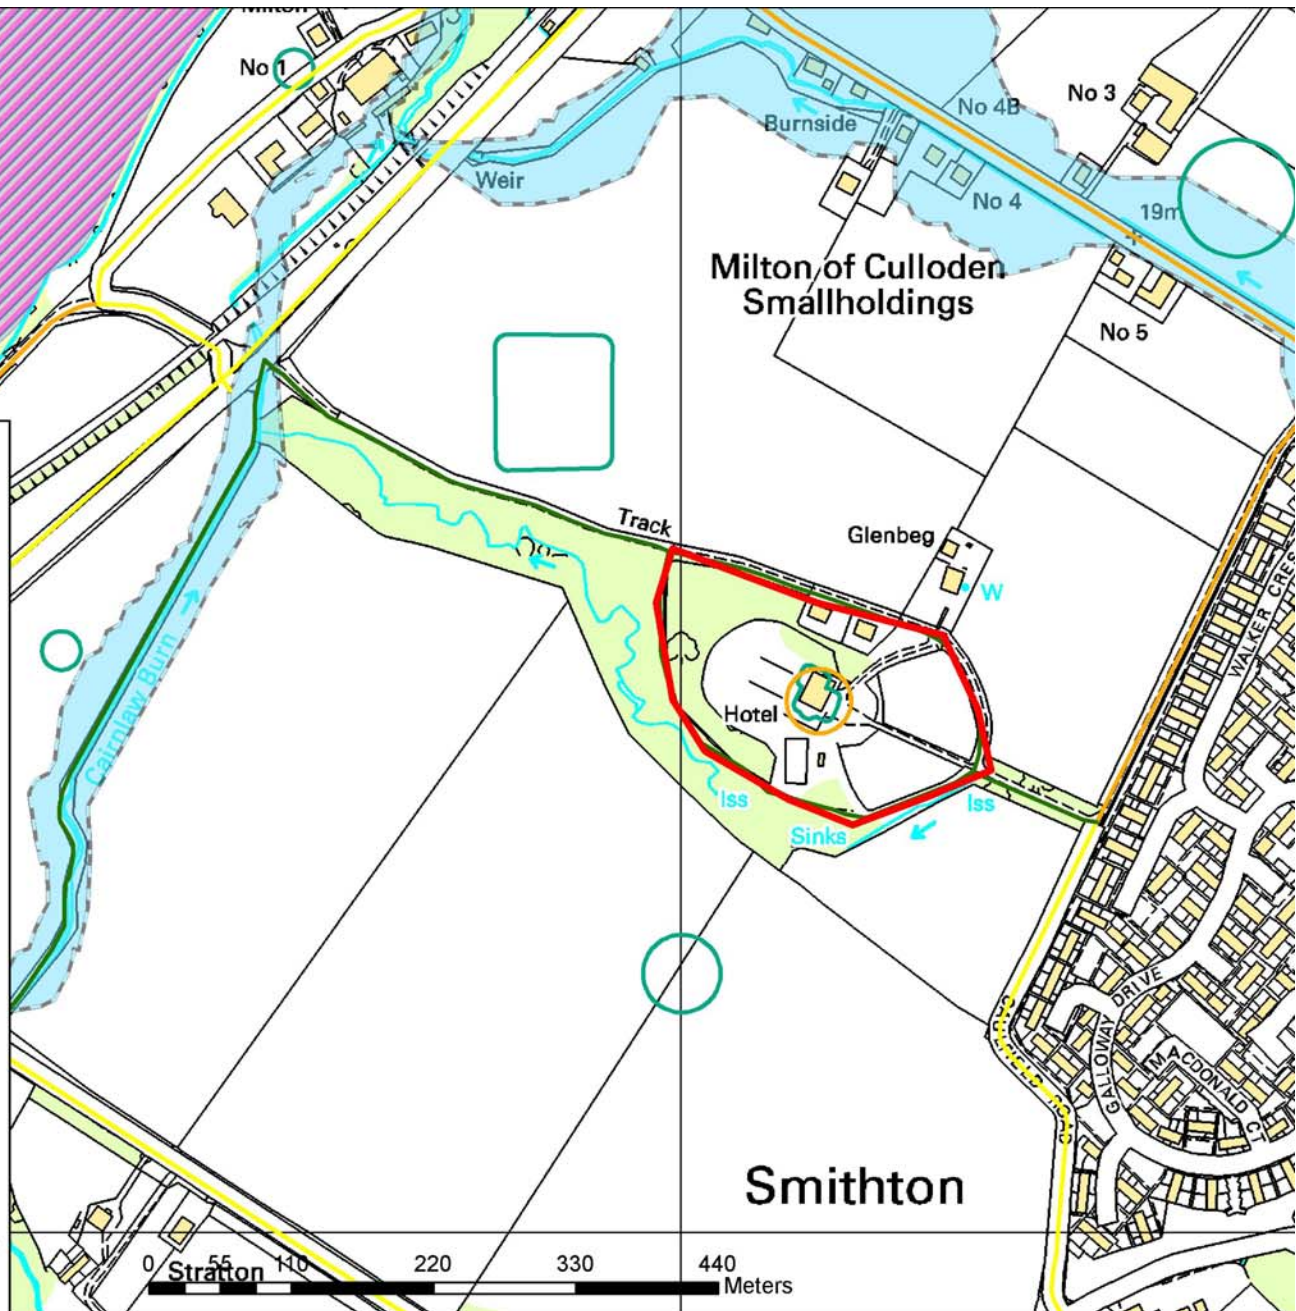 Milton
No 1
No 3
No 4B
Burnside
Weir
No 4
19m
Milton of Culloden
Smallholdings
No 5
Track
Glenbeg
W
WALKER CRES
Cairnlaw Burn
Hotel
Iss
Iss
Sinks
GALLOWAY DRIVE
MACDONALD CT
Smithton
0 55 110 220 330 440
Meters
Stratton